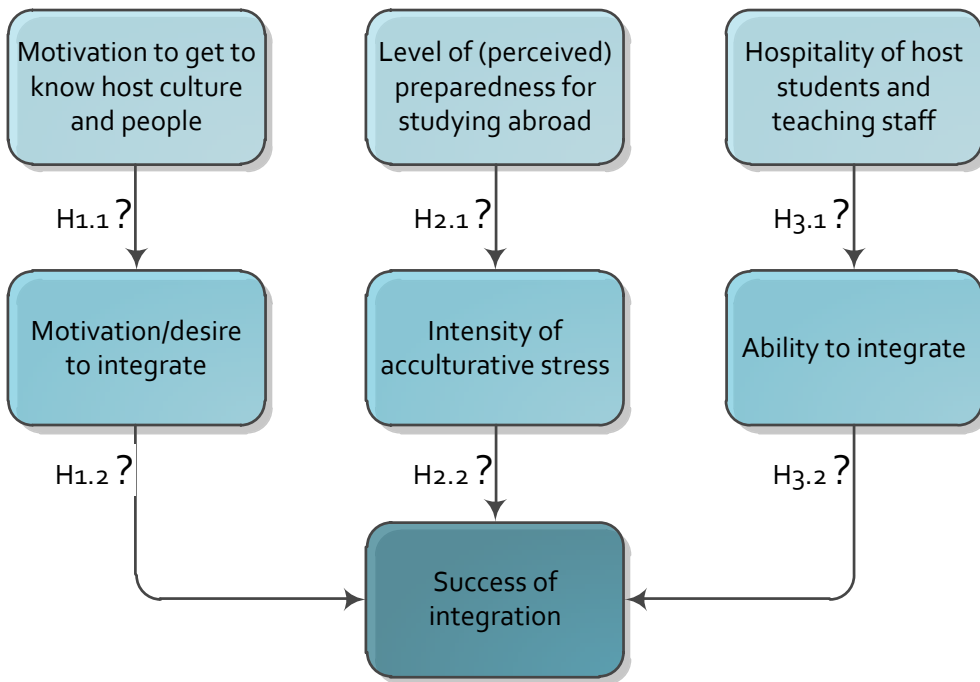 Motivation to get to
know host culture
and people
Level of (perceived)
preparedness for
studying abroad
Hospitality of host
students and
teaching staff
H1.1 ?
H2.1 ?
H3.1 ?
Motivation/desire
to integrate
Intensity of
acculturative stress
Ability to integrate
H1.2 ?
H2.2 ?
H3.2 ?
Success of
integration